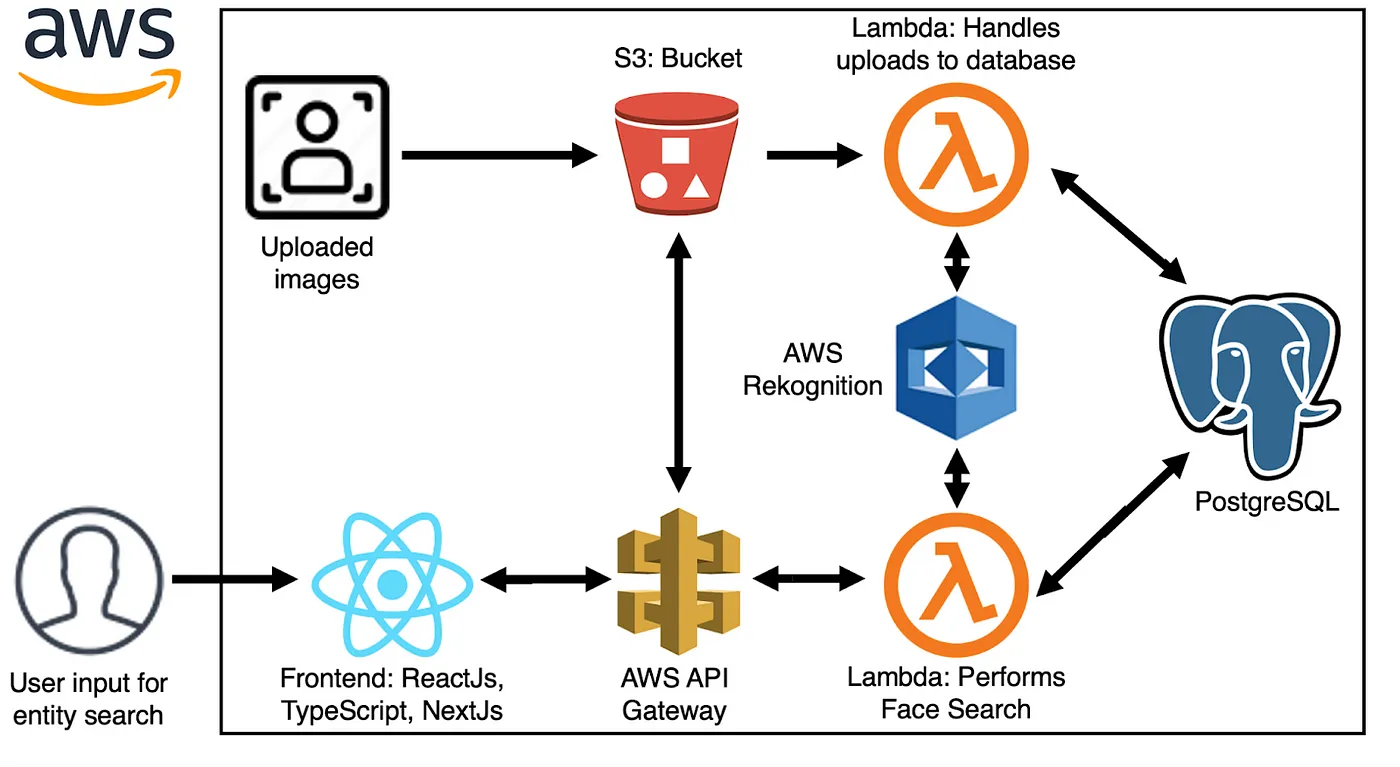 aws
Lambda: Handles
uploads to database
S3: Bucket
Uploaded
images
AWS
Rekognition
PostgreSQL
User input for
entity search
Frontend: ReactJs,
TypeScript, NextJs
AWS API
Gateway
Lambda: Performs
Face Search